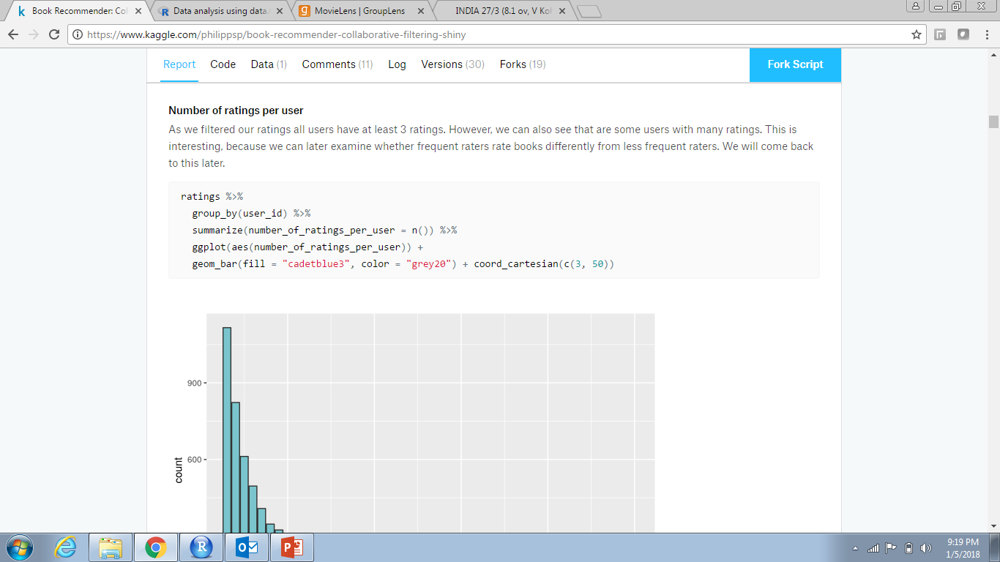 Book Recommender: Co
Data analysis using data.
MovieLens | GroupLens
INDIA 27/3 (8.1 ov, V Ko
https://www.kaggle.com/philippsp/book-recommender-collaborative-filtering-shiny
Report Code Data (1) Comments (11) Log Versions (30) Forks (19) Fork Script
Number of ratings per user
As we filtered our ratings all users have at least 3 ratings. However, we can also see that are some users with many ratings. This is
interesting, because we can later examine whether frequent raters rate books differently from less frequent raters. We will come back
to this later.
ratings %>%
group_by(user_id) %>%
summarize(number_of_ratings_per_user = n()) %>%
ggplot(aes(number_of_ratings_per_user)) +
geom_bar(fill = "cadetblue3", color = "grey20") + coord_cartesian(c(3, 50))
900
600
count
9:19 PM
1/5/2018